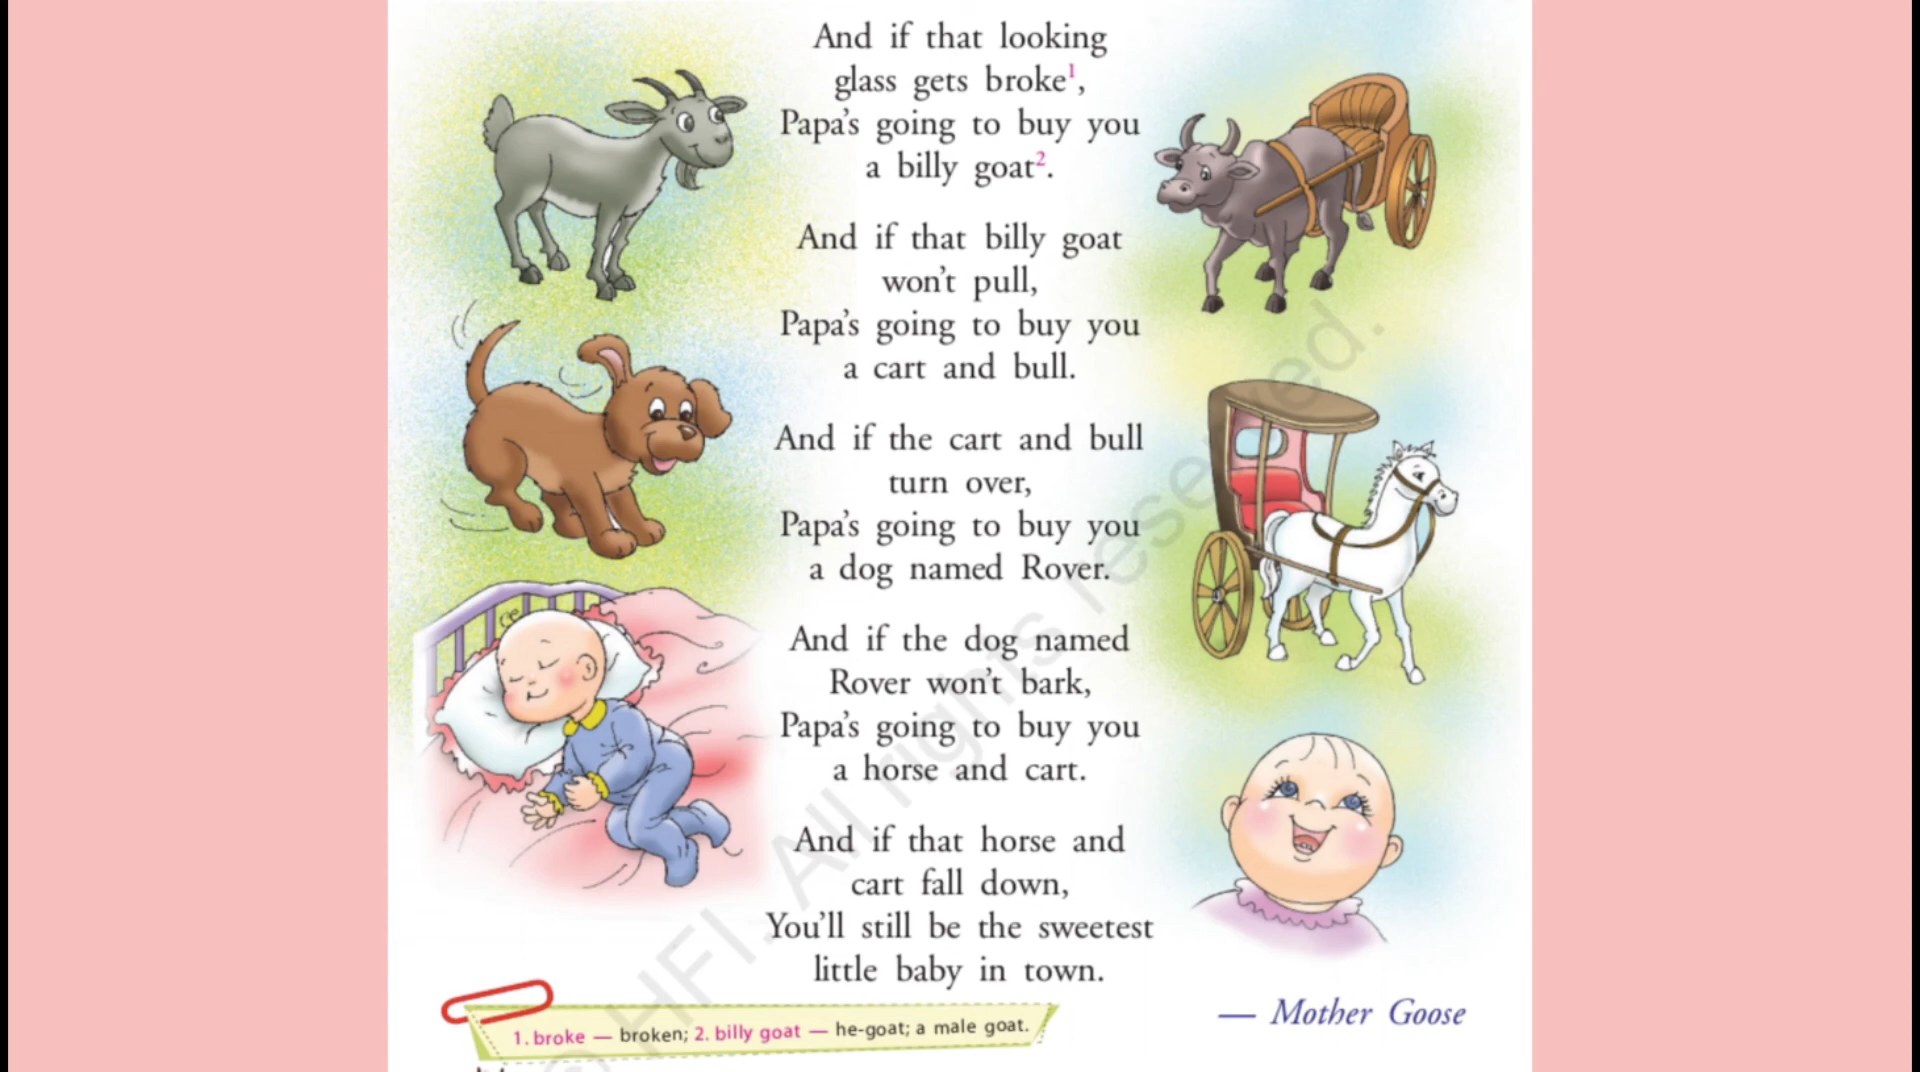 And if that looking
glass gets broke1,
Papa's going to buy you
a billy goat2.
And if that billy goat
won't pull,
Papa's going to buy you
a cart and bull.
And if the cart and bull
turn over,
Papa's going to buy you
a dog named Rover.
And if the dog named
Rover won't bark,
Papa's going to buy you
a horse and cart.
And if that horse and
cart fall down,
You'll still be the sweetest
little baby in town.
— Mother Goose
1. broke — broken; 2. billy goat — he-goat; a male goat.
HFI. All rights reserved.